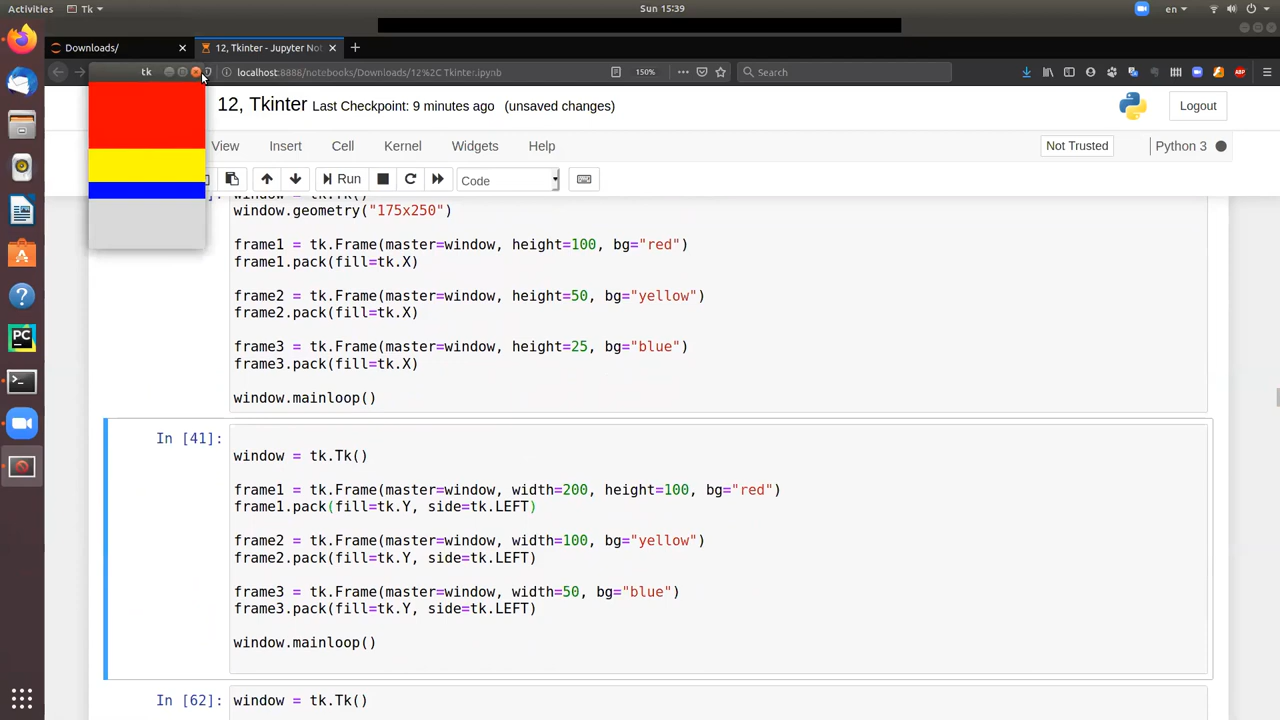 Activities
Tk
Sun 15:39
en
Downloads/
12, Tkinter - Jupyter No
tk
localhost:8888/notebooks/Downloads/12%2C Tkinter.ipynb
150%
Search
12, Tkinter Last Checkpoint: 9 minutes ago (unsaved changes)
Logout
View
Insert
Cell
Kernel
Widgets
Help
Not Trusted
Python 3
Run
Code
window = tk.Tk()
window.geometry("175x250")
frame1 = tk.Frame(master=window, height=100, bg="red")
frame1.pack(fill=tk.X)
frame2 = tk.Frame(master=window, height=50, bg="yellow")
frame2.pack(fill=tk.X)
frame3 = tk.Frame(master=window, height=25, bg="blue")
frame3.pack(fill=tk.X)
window.mainloop()
In [41]:
window = tk.Tk()
frame1 = tk.Frame(master=window, width=200, height=100, bg="red")
frame1.pack(fill=tk.Y, side=tk.LEFT)
frame2 = tk.Frame(master=window, width=100, bg="yellow")
frame2.pack(fill=tk.Y, side=tk.LEFT)
frame3 = tk.Frame(master=window, width=50, bg="blue")
frame3.pack(fill=tk.Y, side=tk.LEFT)
window.mainloop()
In [62]:
window = tk.Tk()